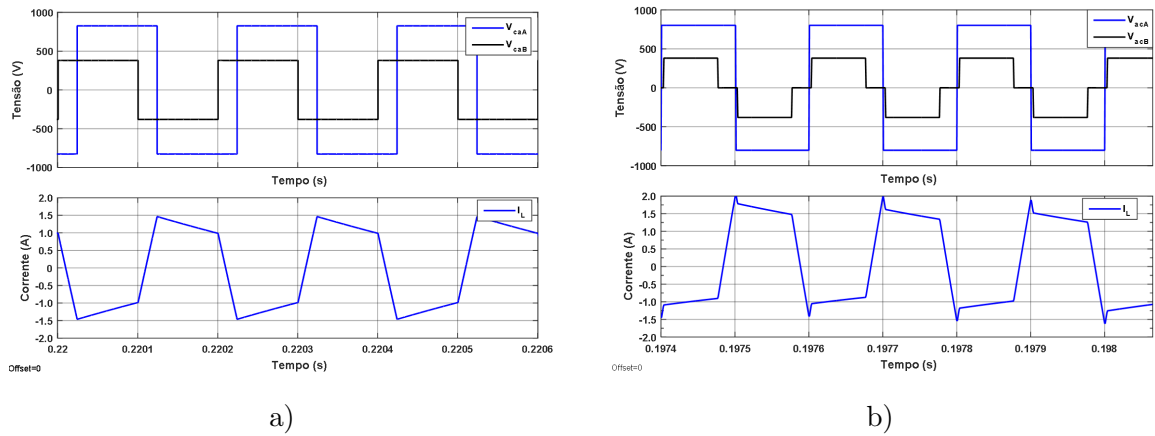 1000
500
0
-500
-1000
Tensão (V)
V caA
V caB
Tempo (s)
2.0
1.5
1.0
0.5
0
-0.5
-1.0
-1.5
-2.0
Corrente (A)
I L
0.22 0.2201 0.2202 0.2203 0.2204 0.2205 0.2206
Tempo (s)
Offset=0
a)
1000
500
0
-500
-1000
Tensão (V)
V acA
V acB
Tempo (s)
2.0
1.5
1.0
0.5
0
-0.5
-1.0
-1.5
-2.0
Corrente (A)
I L
0.1974 0.1975 0.1976 0.1977 0.1978 0.1979 0.198
Tempo (s)
Offset=0
b)